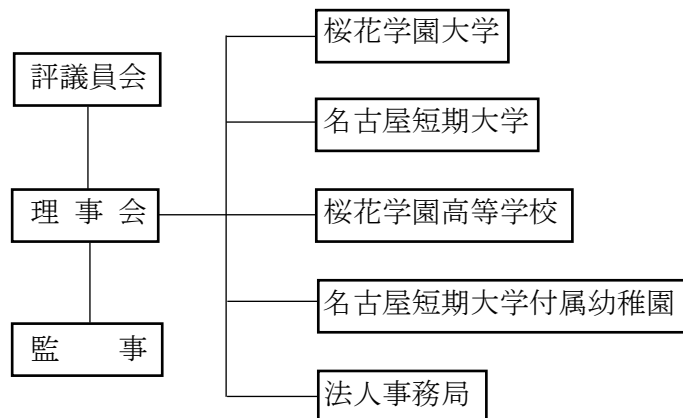 桜花学園大学
評議員会
名古屋短期大学
理事会
桜花学園高等学校
名古屋短期大学付属幼稚園
監事
法人事務局